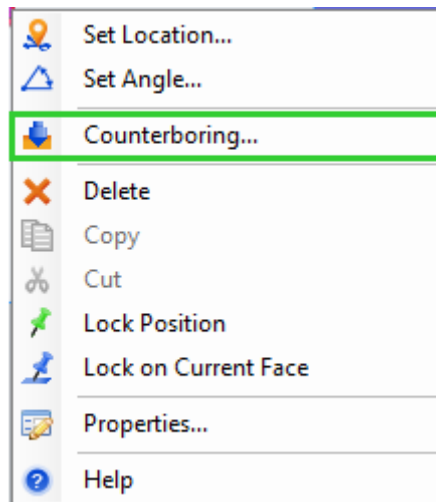 Set Location...
Set Angle...
Counterboring...
Delete
Copy
Cut
Lock Position
Lock on Current Face
Properties...
Help